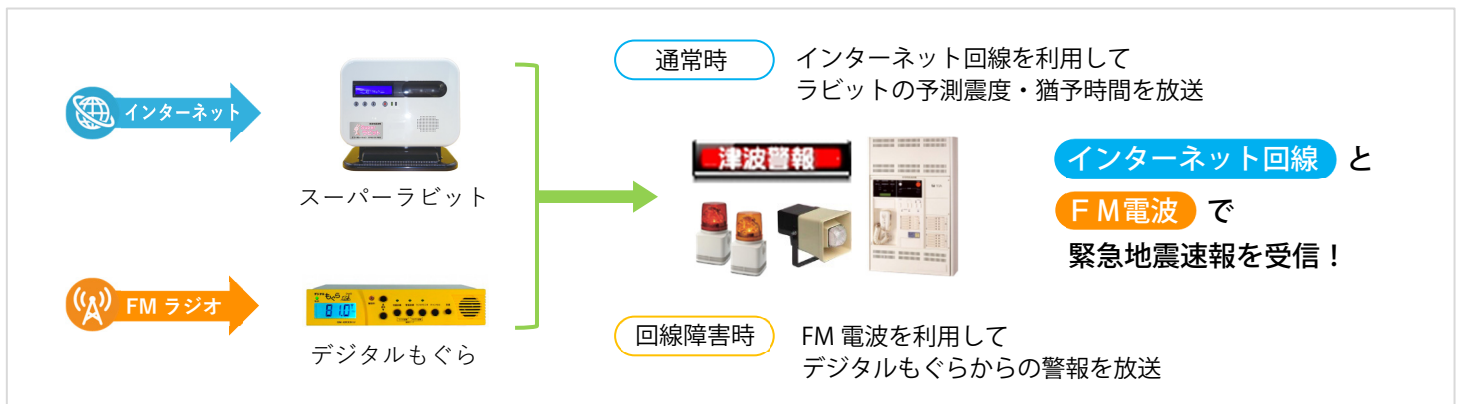 インターネット
スーパーラビット
FM ラジオ
もぐら
81.0
デジタルもぐら
通常時
インターネット回線を利用して
ラビットの予測震度・猶予時間を放送
津波警報
回線障害時
FM 電波を利用して
デジタルもぐらからの警報を放送
インターネット回線 と
ＦＭ電波 で
緊急地震速報を受信！